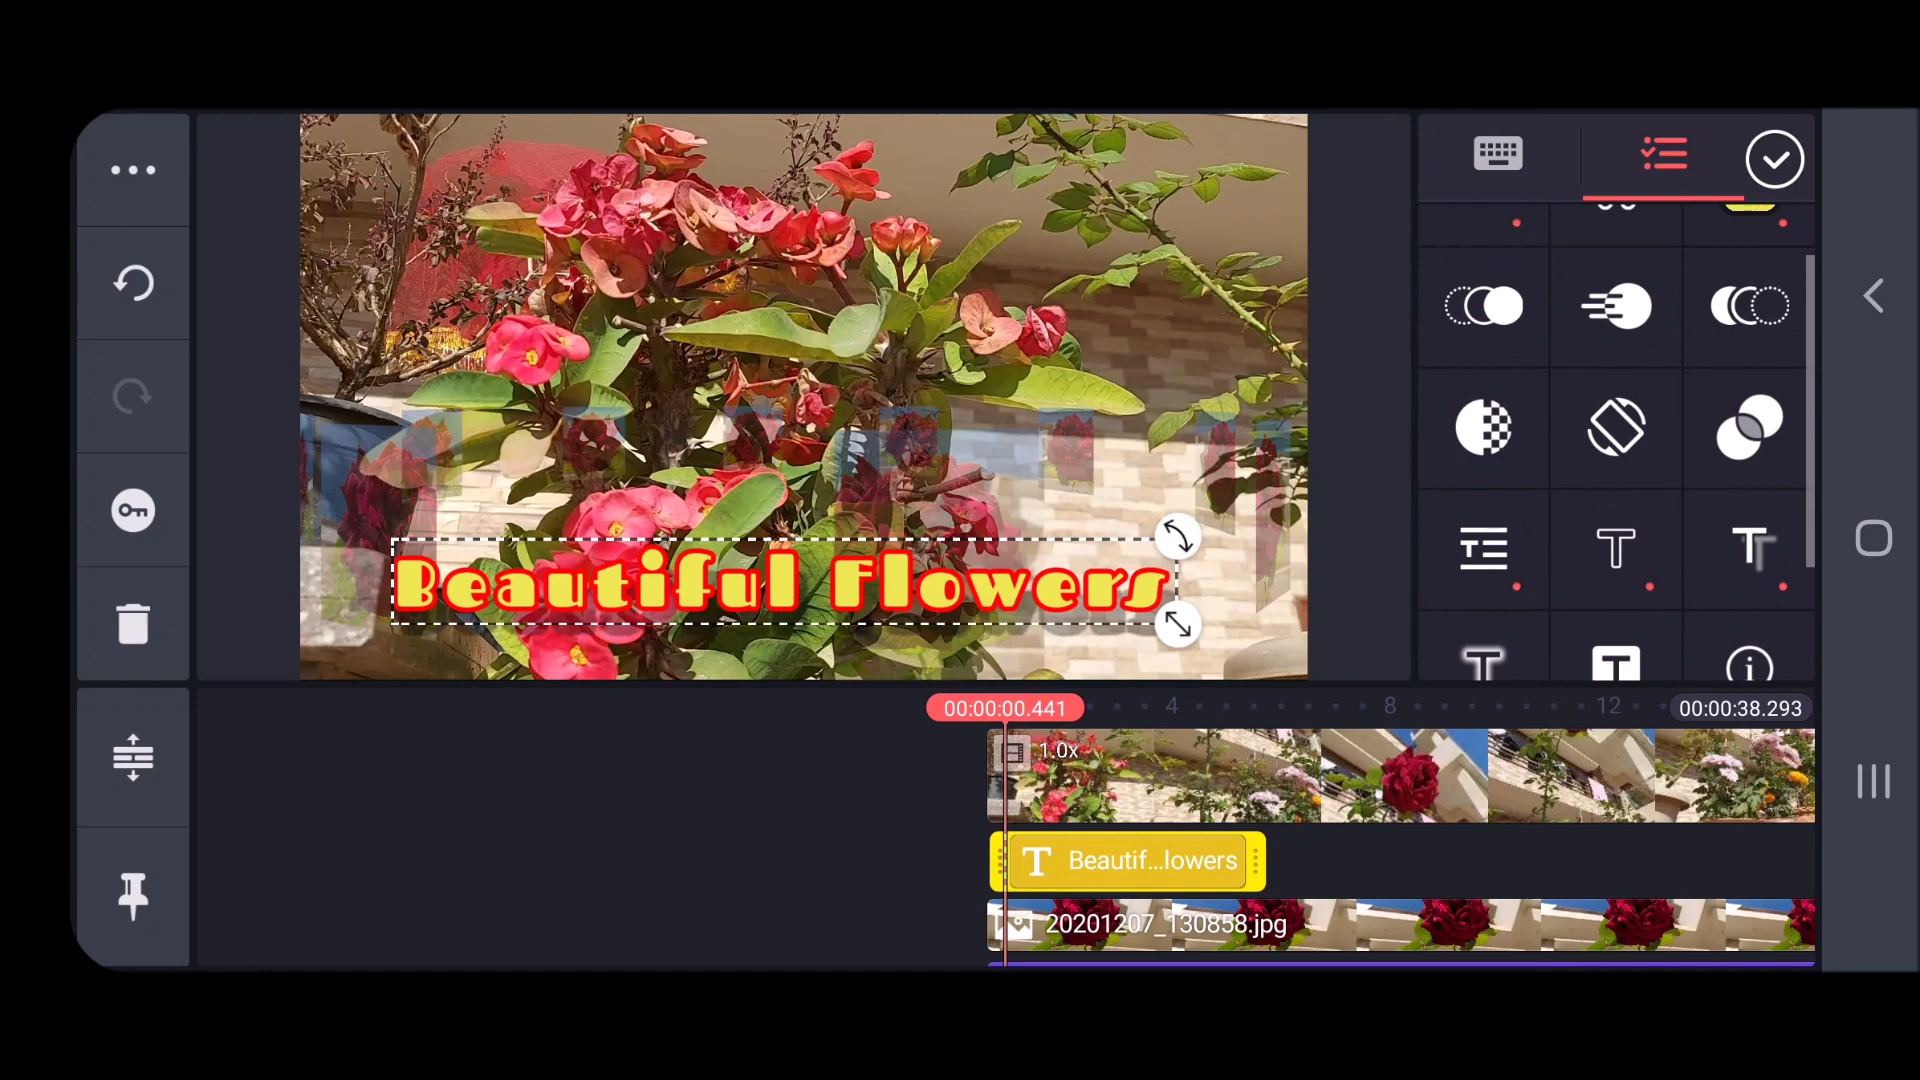 Beautiful Flowers
00:00:00.441
4
8
12
00:00:38.293
1.0x
T Beautif...lowers
20201207_130858.jpg